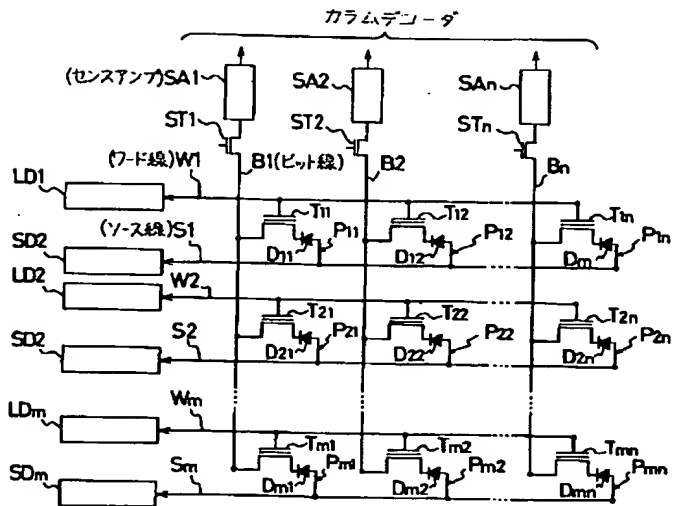 カラムデコーダ
(センスアンプ)SA1 SA2 SAn
ST1 ST2 STn
(ワード線)W1 B1(ビット線) B2 Bn
LD1 T11 T12 T1n
(ソース線)S1 P11 P12 P1n
SD2 D11 D12 Dm
LD2 W2
T21 T22 T2n
S2 P21 P22 P2n
SD2 D21 D22 D2n
LDm Wm
Tm1 Tm2 Tmn
Sm Pm1 Pm2 Pmn
SDm Dm1 Dm2 Dmn